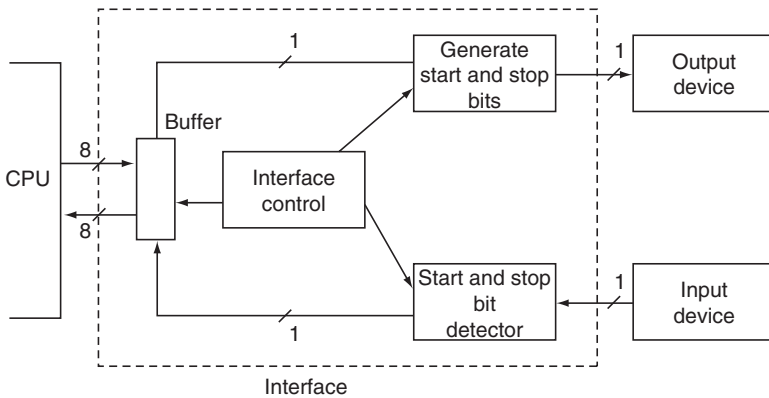 1
Generate
start and stop
bits
1
Output
device
Buffer
8
CPU
Interface
control
8
Start and stop
bit
detector
1
Input
device
1
Interface